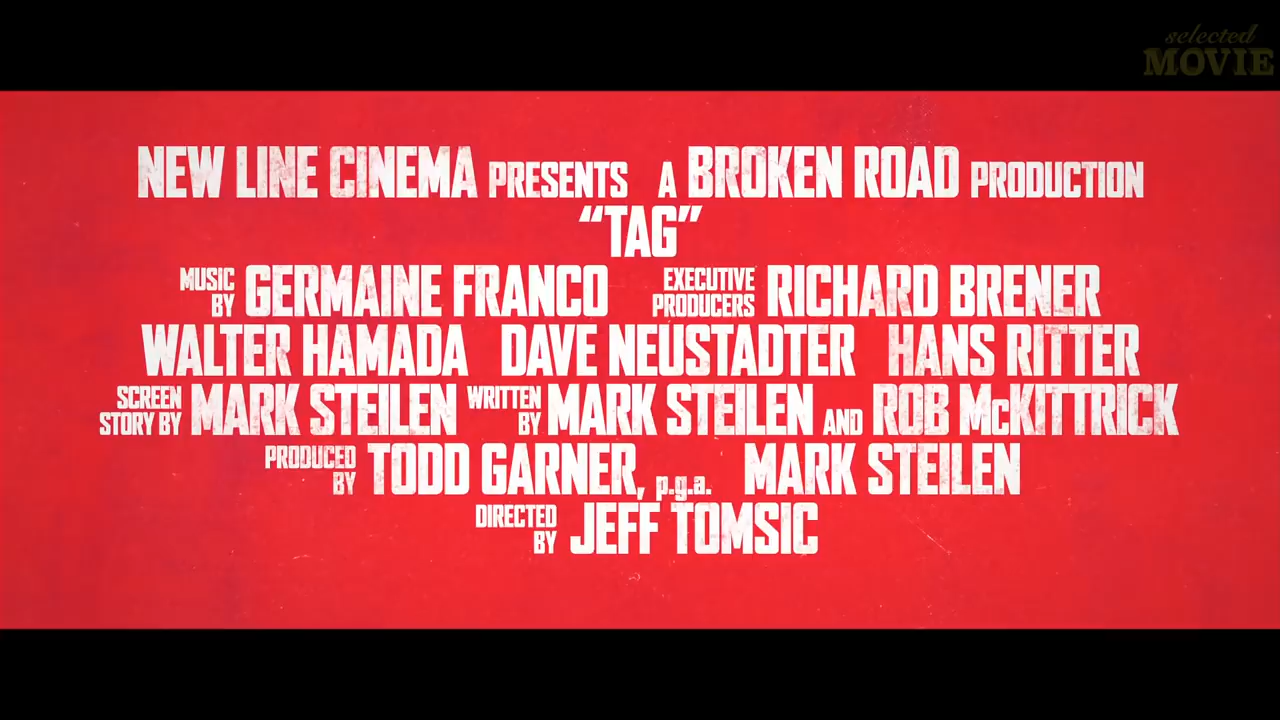 selected
MOVIE
NEW LINE CINEMA PRESENTS A BROKEN ROAD PRODUCTION
“TAG”
MUSIC BY GERMAINE FRANCO EXECUTIVE PRODUCERS RICHARD BRENER
WALTER HAMADA DAVE NEUSTADTER HANS RITTER
SCREEN STORY BY MARK STEILEN WRITTEN BY MARK STEILEN AND ROB McKITTRICK
PRODUCED BY TODD GARNER, p.g.a. MARK STEILEN
DIRECTED BY JEFF TOMSIC